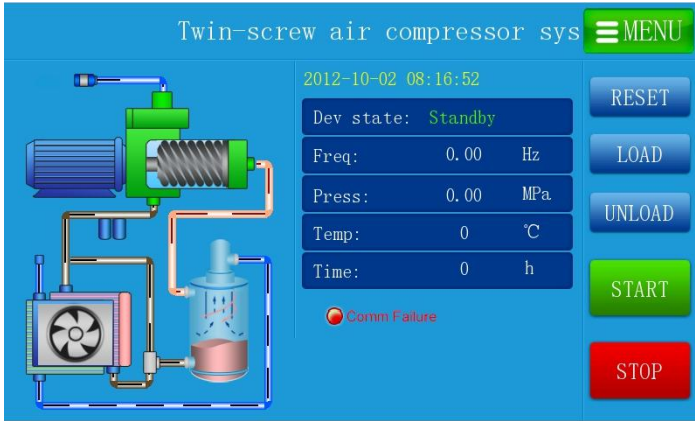 Twin-screw air compressor sys
MENU
2012-10-02 08:16:52
Dev state: Standby
Freq: 0.00 Hz
Press: 0.00 MPa
Temp: 0 ℃
Time: 0 h
Comm Failure
RESET
LOAD
UNLOAD
START
STOP